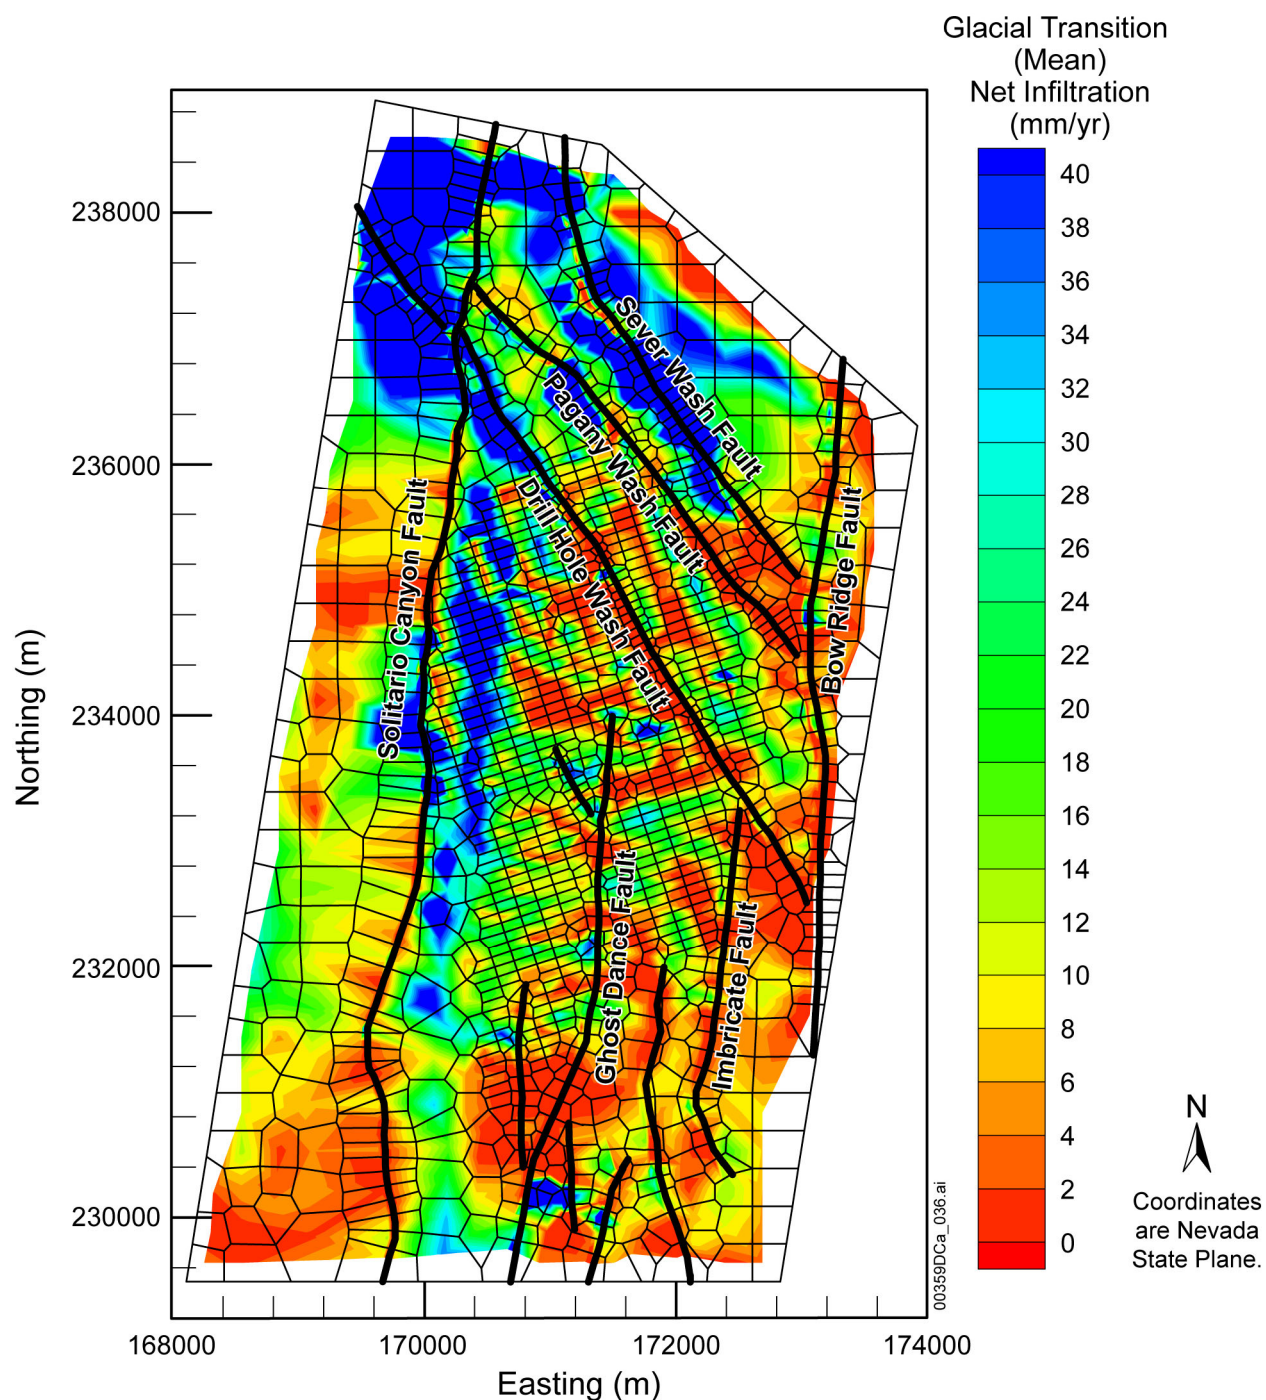 Glacial Transition
(Mean)
Net Infiltration
(mm/yr)
40
38
36
34
32
30
28
26
24
22
20
18
16
14
12
10
8
6
4
2
0
Northing (m)
238000
236000
234000
232000
230000
Sever Wash Fault
Pagany Wash Fault
Drill Hole Wash Fault
Solitario Canyon Fault
Bow Ridge Fault
Ghost Dance Fault
Imbricate Fault
168000
170000
172000
174000
Easting (m)
00359DCa_036.ai
N
Coordinates
are Nevada
State Plane.